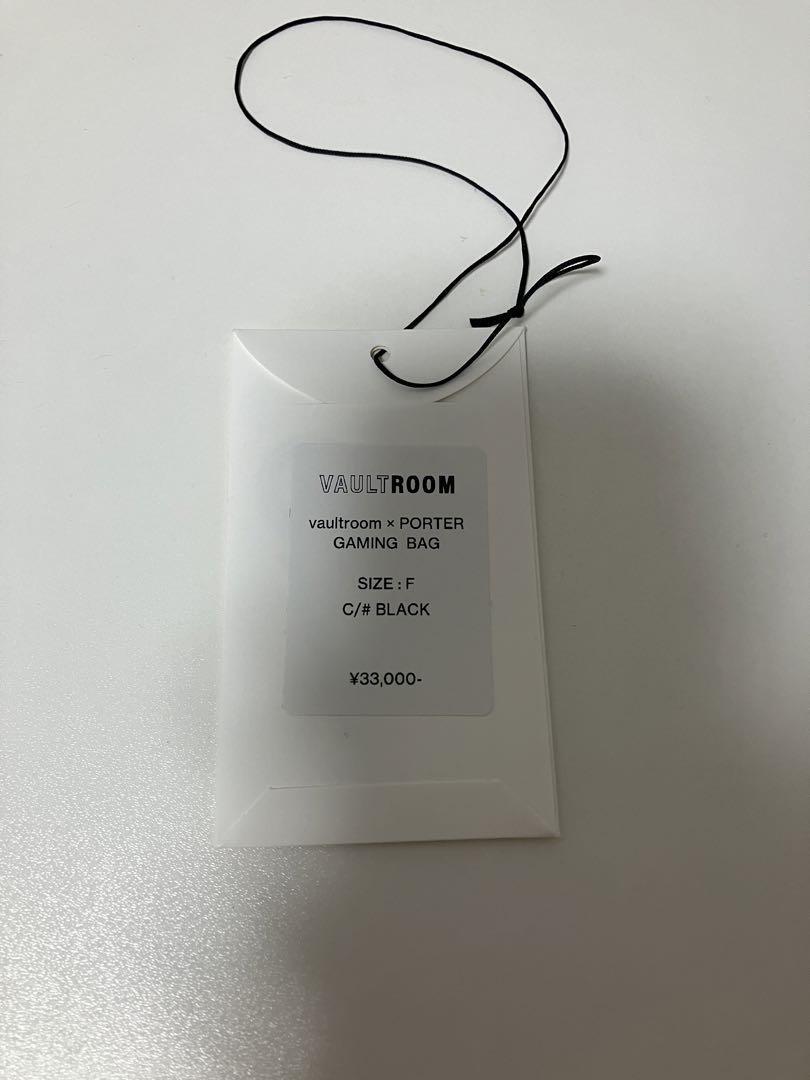 VAULTROOM
vaultroom × PORTER
GAMING BAG
SIZE : F
C/# BLACK
¥33,000-